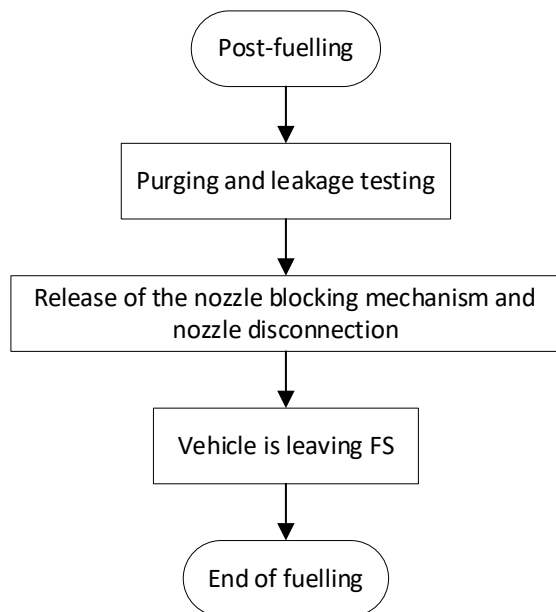 Post-fuelling
Purging and leakage testing
Release of the nozzle blocking mechanism and
nozzle disconnection
Vehicle is leaving FS
End of fuelling